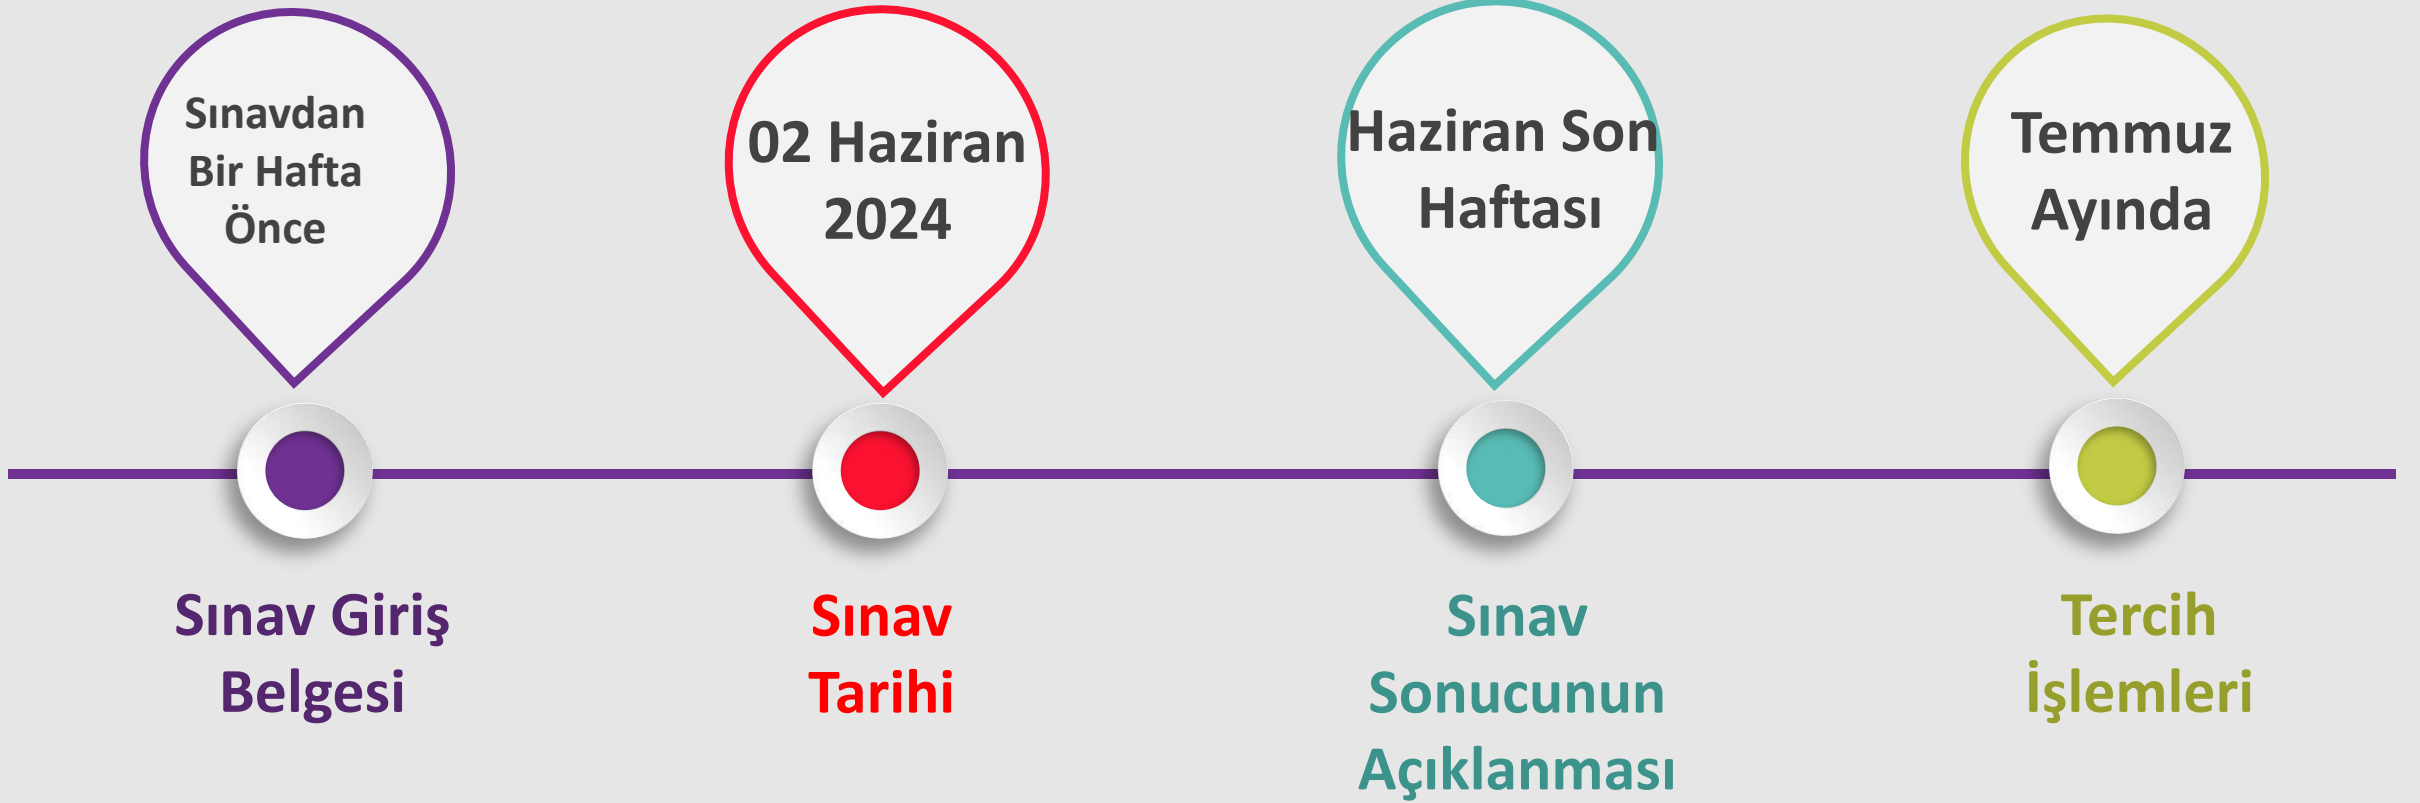 Sınavdan
Bir Hafta
Önce
02 Haziran
2024
Haziran Son
Haftası
Temmuz
Ayında
Sınav Giriş
Belgesi
Sınav
Tarihi
Sınav
Sonucunun
Açıklanması
Tercih
İşlemleri